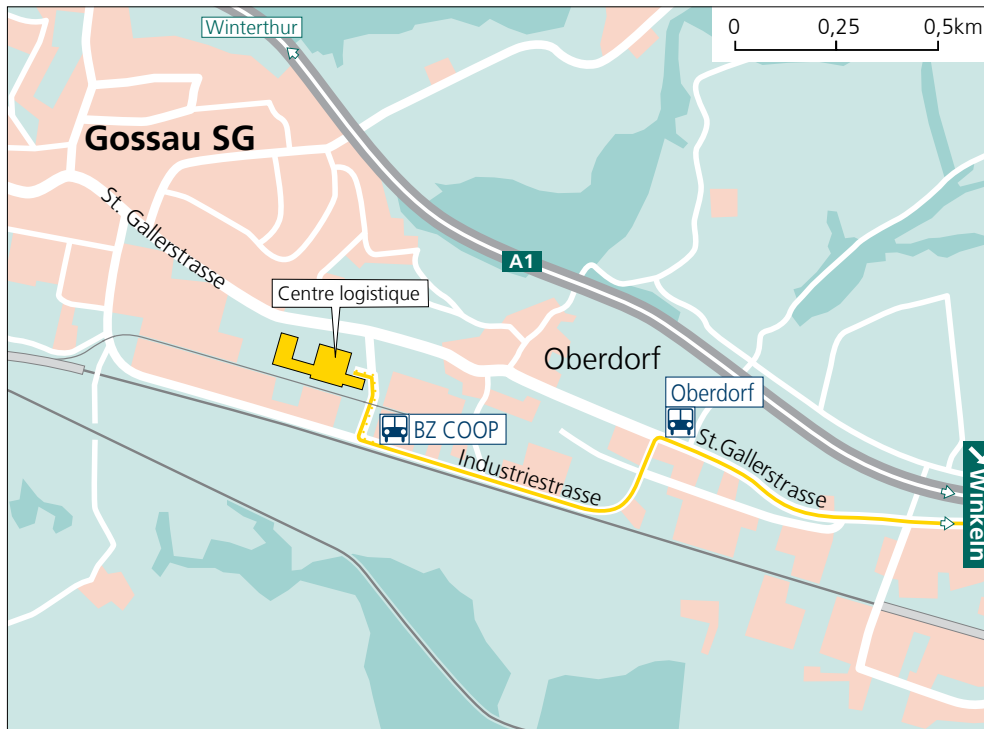 Winterthur
0 0,25 0,5km
Gossau SG
St. Gallerstrasse
A1
Centre logistique
Oberdorf
Oberdorf
BZ COOP
St.Gallerstrasse
Industriestrasse
Winkeln